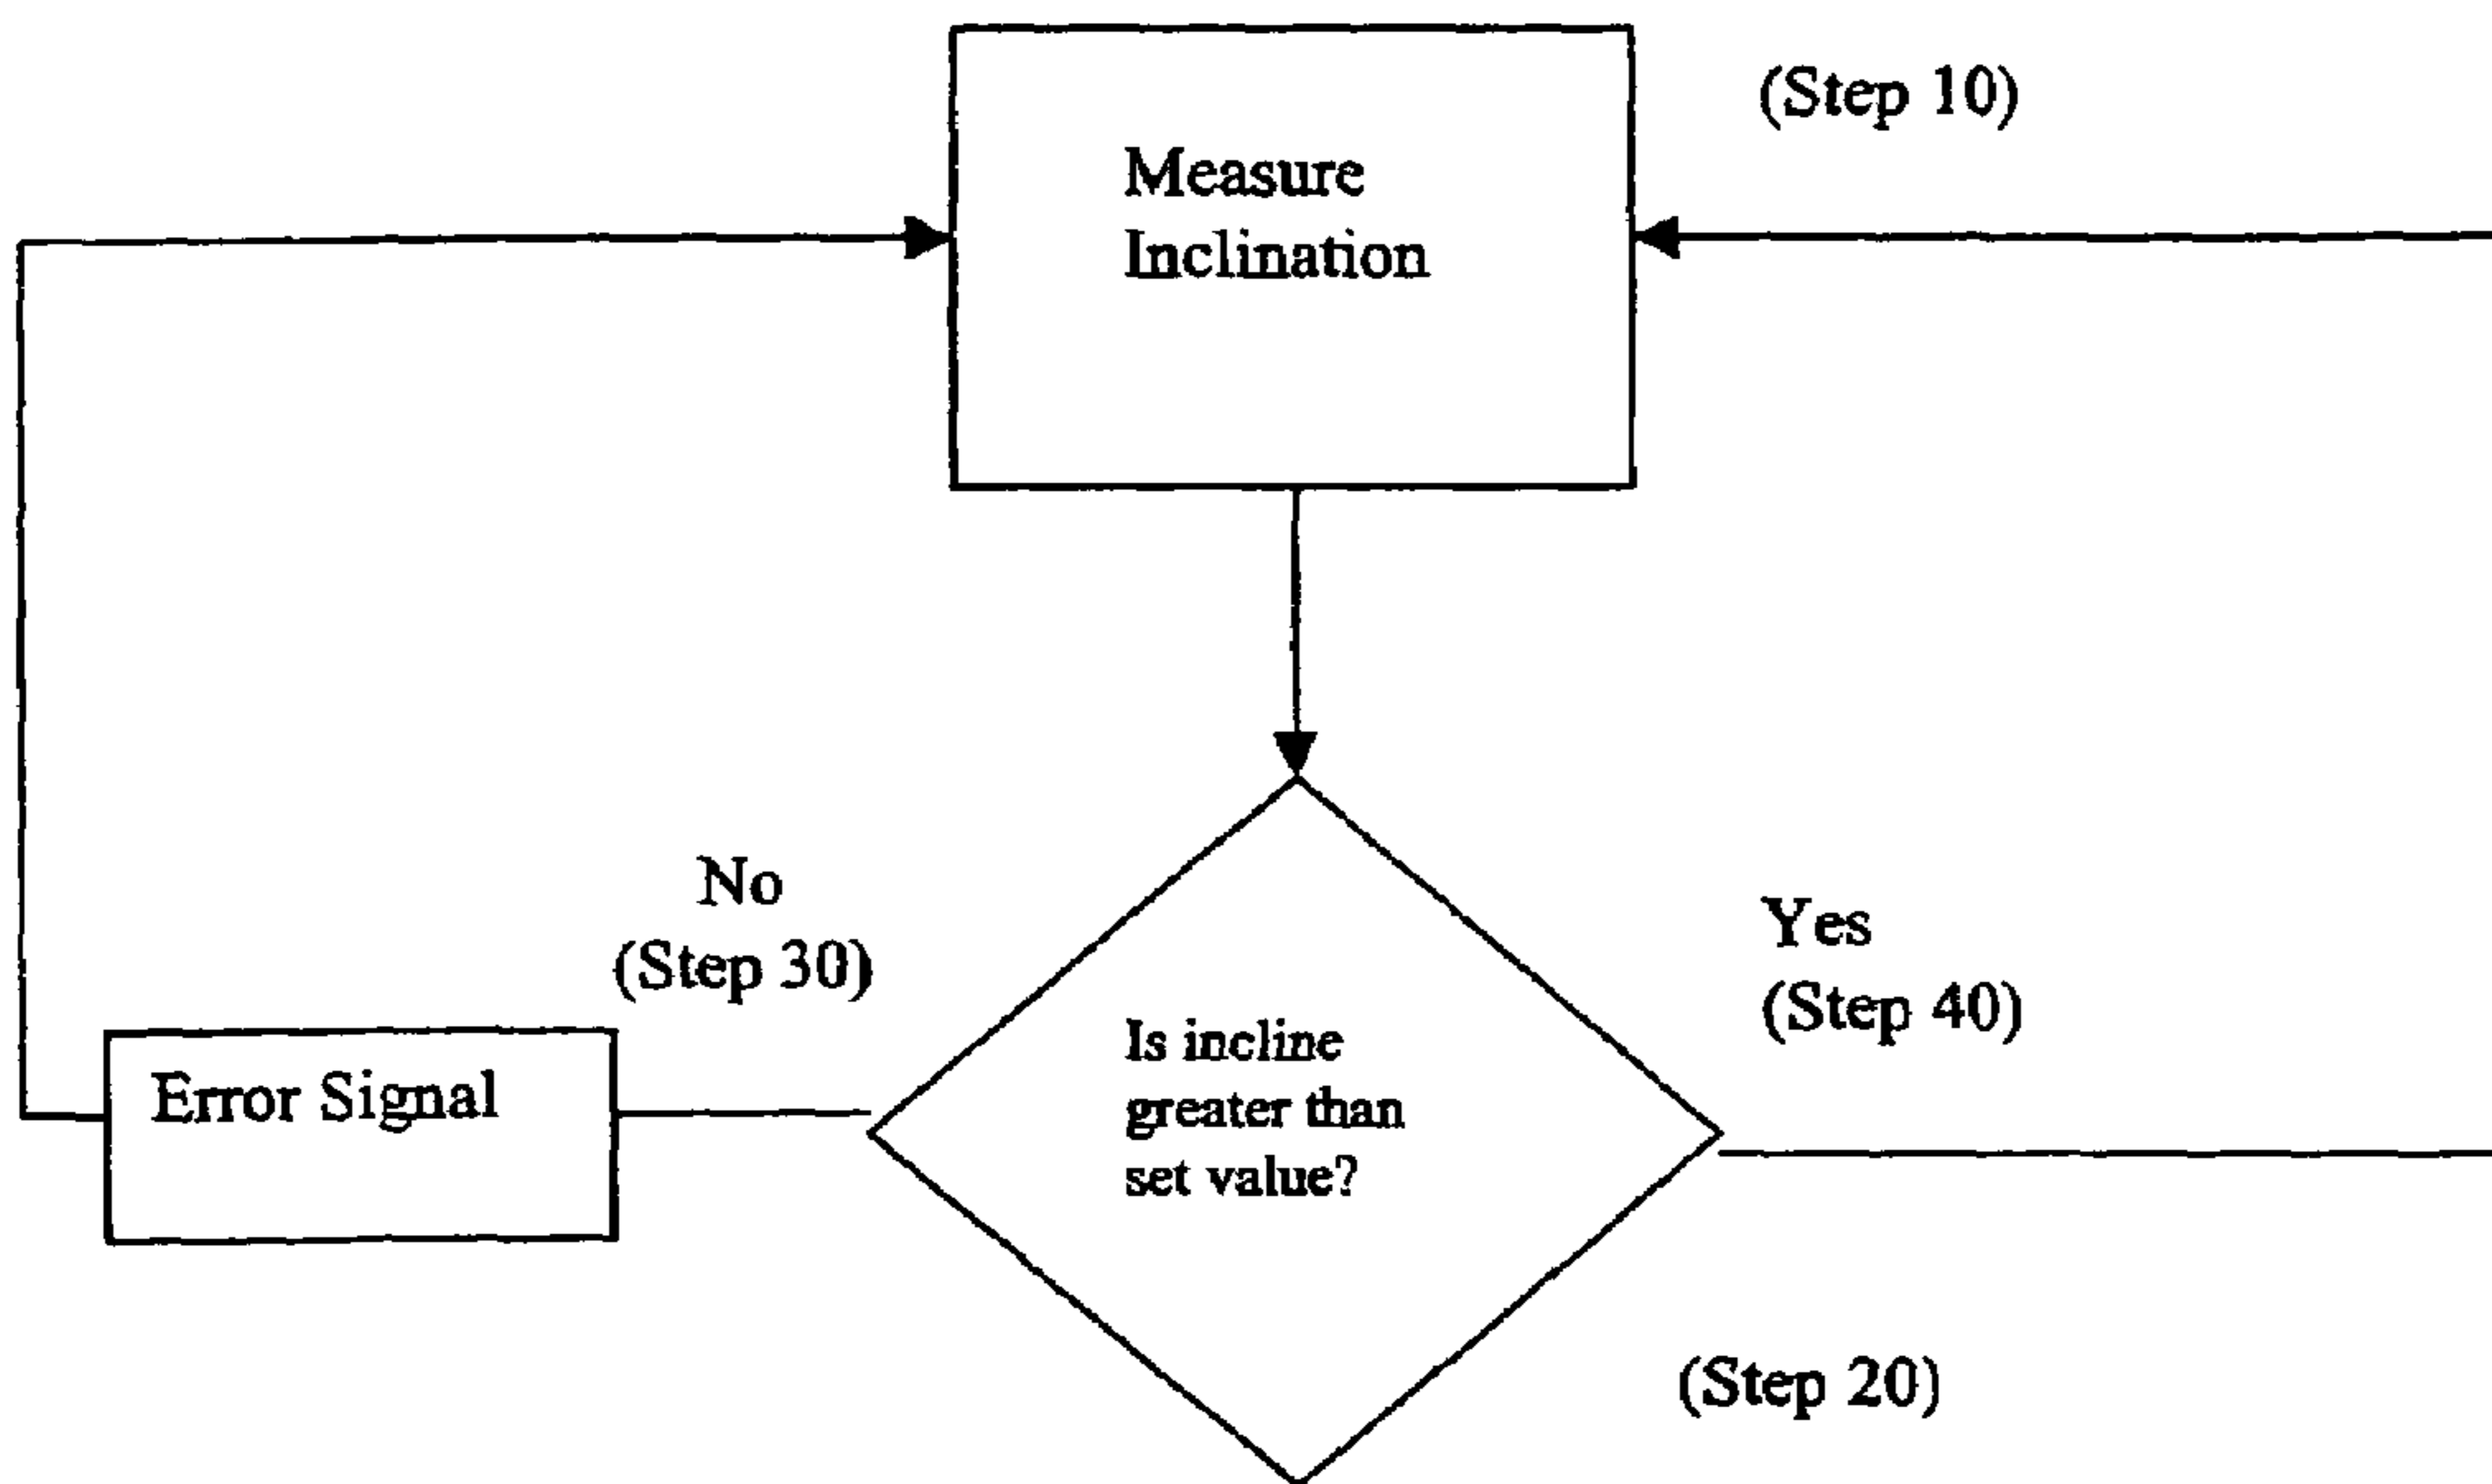 (Step 10)
Measure
Inclination
No
(Step 30)
Yes
(Step 40)
Error Signal
Is incline
greater than
set value?
(Step 20)